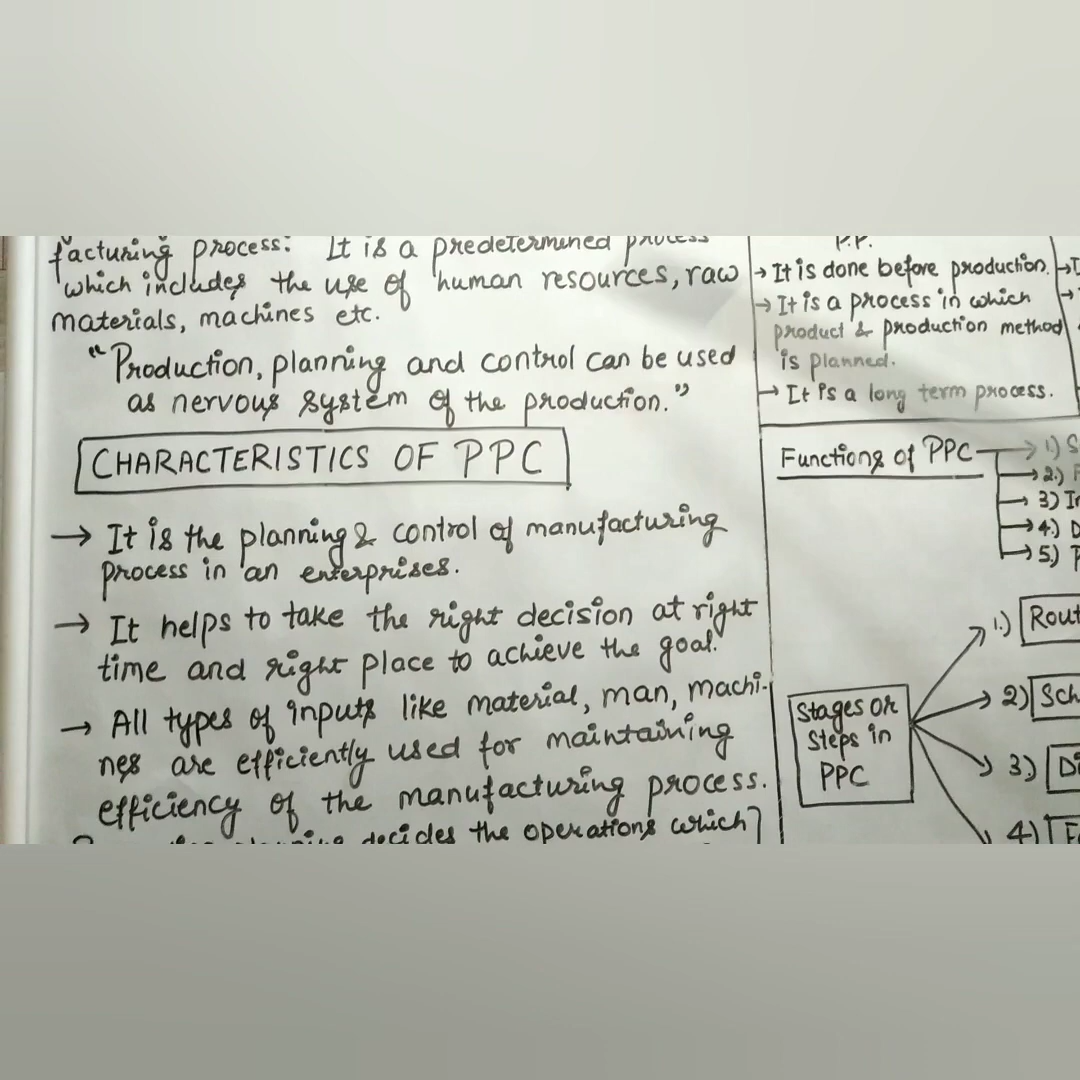 facturing process. It is a predetermined process
which includes the use of human resources, raw
materials, machines etc.
"Production, planning and control can be used
as nervous system of the production."
CHARACTERISTICS OF PPC
→ It is the planning & control of manufacturing
process in an enterprises.
→ It helps to take the right decision at right
time and right place to achieve the goal.
→ All types of inputs like material, man, machi-
nes are efficiently used for maintaining
efficiency of the manufacturing process.
decides the operations which
P.P.
→ It is done before production.
→ It is a process in which
product & production method
is planned.
→ It is a long term process.
Functions of PPC
1) S
2.)
3) In
4.) D
5.)
Stages or
Steps in
PPC
1.) Rout
2) Sch
3) Di
4)